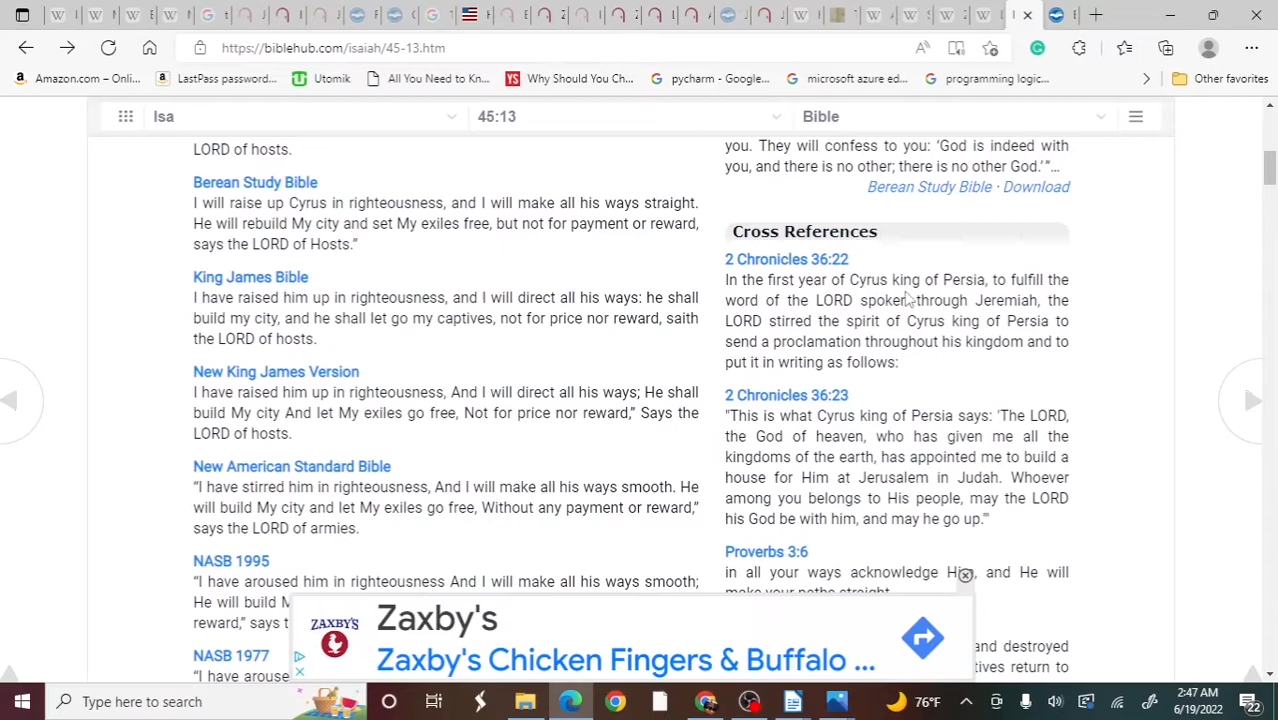 https://biblehub.com/isaiah/45-13.htm
Amazon.com – Onli...
LastPass password...
Utomik
All You Need to Kn...
Why Should You Ch...
pycharm - Google...
microsoft azure ed...
programming logic...
Other favorites
Isa
45:13
Bible
LORD of hosts.
Berean Study Bible
I will raise up Cyrus in righteousness, and I will make all his ways straight.
He will rebuild My city and set My exiles free, but not for payment or reward,
says the LORD of Hosts.”
King James Bible
I have raised him up in righteousness, and I will direct all his ways: he shall
build my city, and he shall let go my captives, not for price nor reward, saith
the LORD of hosts.
New King James Version
I have raised him up in righteousness, And I will direct all his ways; He shall
build My city And let My exiles go free, Not for price nor reward,” Says the
LORD of hosts.
New American Standard Bible
“I have stirred him in righteousness, And I will make all his ways smooth. He
will build My city and let My exiles go free, Without any payment or reward,”
says the LORD of armies.
NASB 1995
“I have aroused him in righteousness And I will make all his ways smooth;
He will build M
reward,” says t
NASB 1977
“I have arouse
you. They will confess to you: ‘God is indeed with
you, and there is no other; there is no other God.’”...
Berean Study Bible · Download
Cross References
2 Chronicles 36:22
In the first year of Cyrus king of Persia, to fulfill the
word of the LORD spoken through Jeremiah, the
LORD stirred the spirit of Cyrus king of Persia to
send a proclamation throughout his kingdom and to
put it in writing as follows:
2 Chronicles 36:23
"This is what Cyrus king of Persia says: 'The LORD,
the God of heaven, who has given me all the
kingdoms of the earth, has appointed me to build a
house for Him at Jerusalem in Judah. Whoever
among you belongs to His people, may the LORD
his God be with him, and may he go up.'"
Proverbs 3:6
in all your ways acknowledge Him, and He will
make your paths straight.
and destroyed
tives return to
ZAXBY'S
Zaxby's
Zaxby's Chicken Fingers & Buffalo ...
Type here to search
76°F
2:47 AM
6/19/2022
22